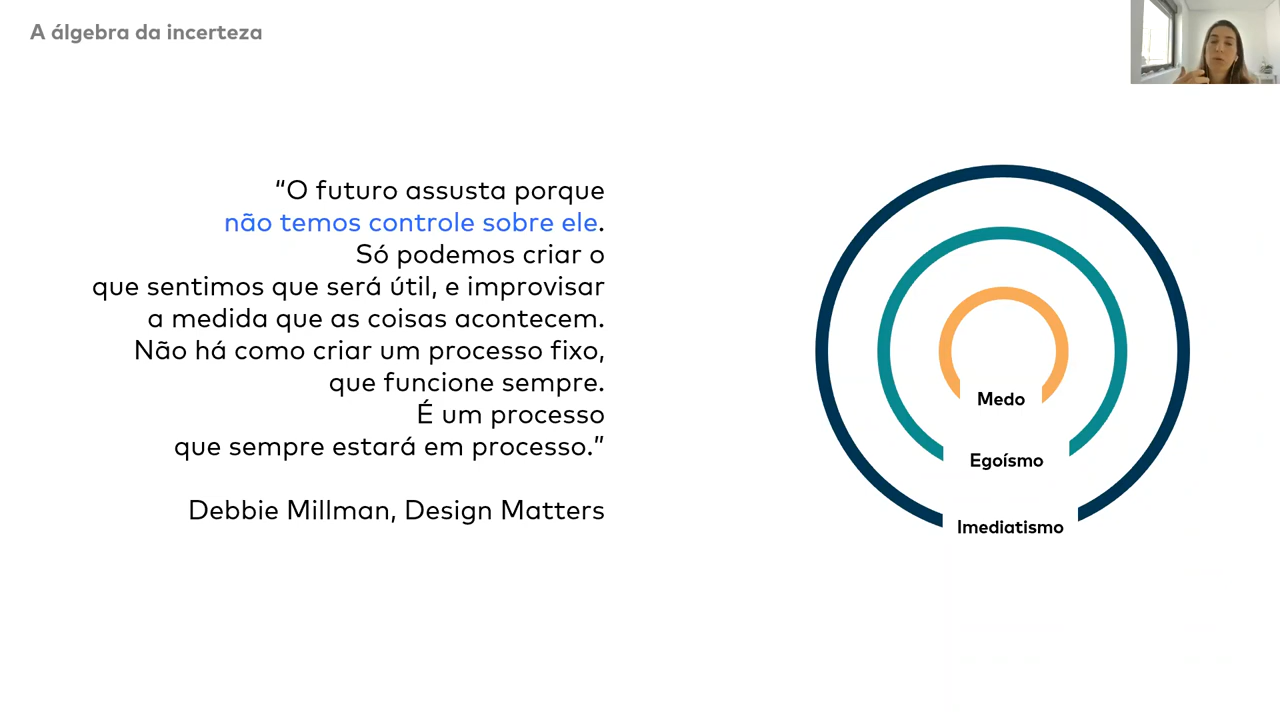 A álgebra da incerteza
“O futuro assusta porque
não temos controle sobre ele.
Só podemos criar o
que sentimos que será útil, e improvisar
a medida que as coisas acontecem.
Não há como criar um processo fixo,
que funcione sempre.
É um processo
que sempre estará em processo.”
Debbie Millman, Design Matters
Medo
Egoísmo
Imediatismo